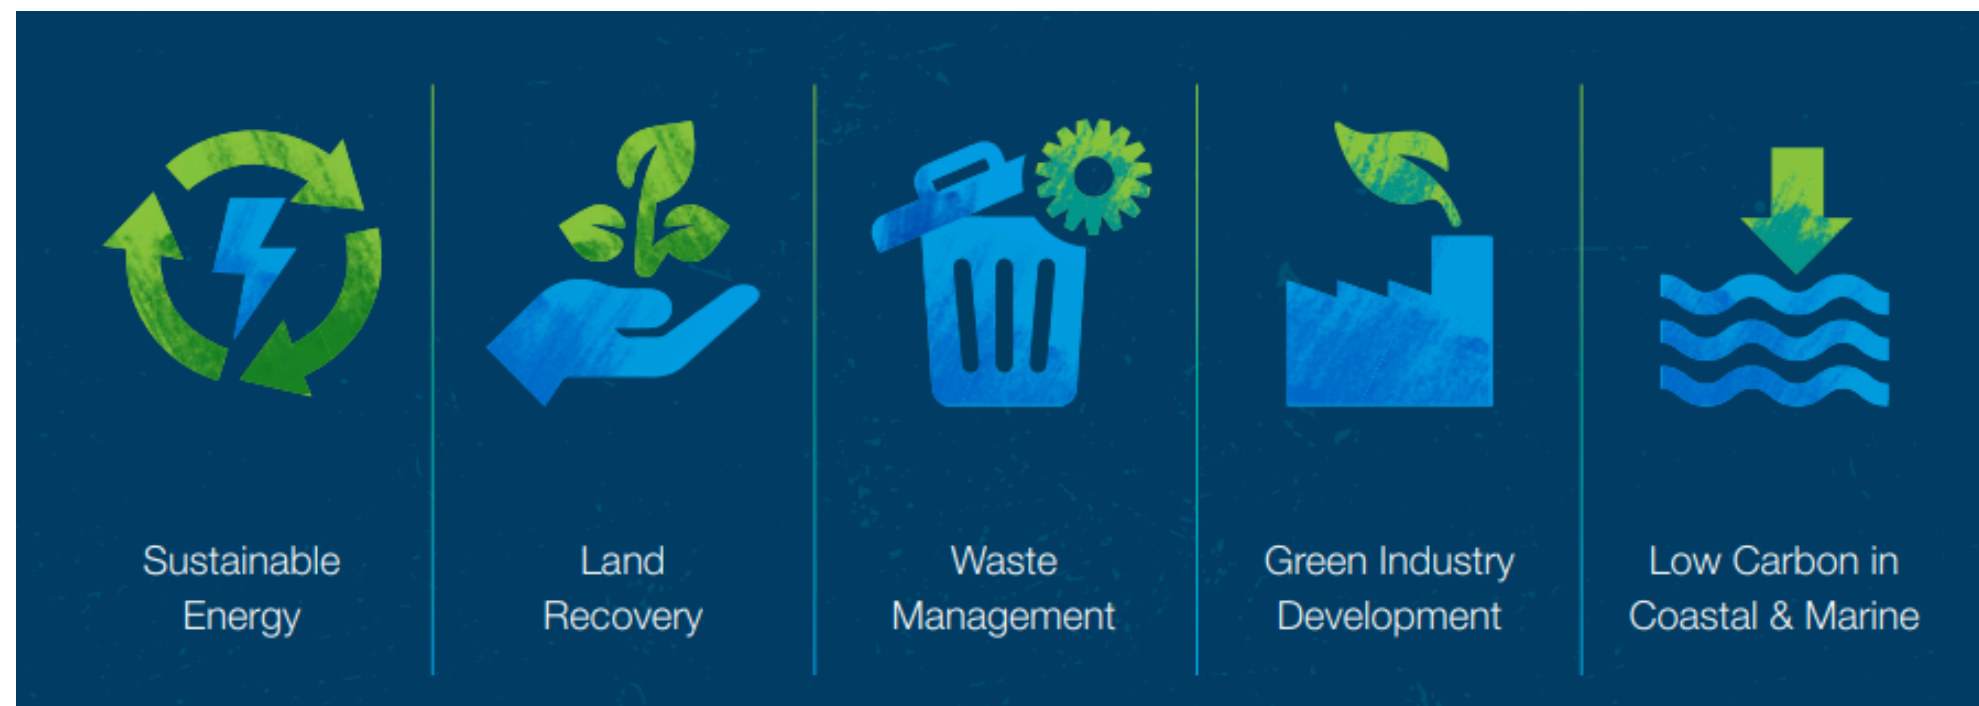 Sustainable
Energy
Land
Recovery
Waste
Management
Green Industry
Development
Low Carbon in
Coastal & Marine